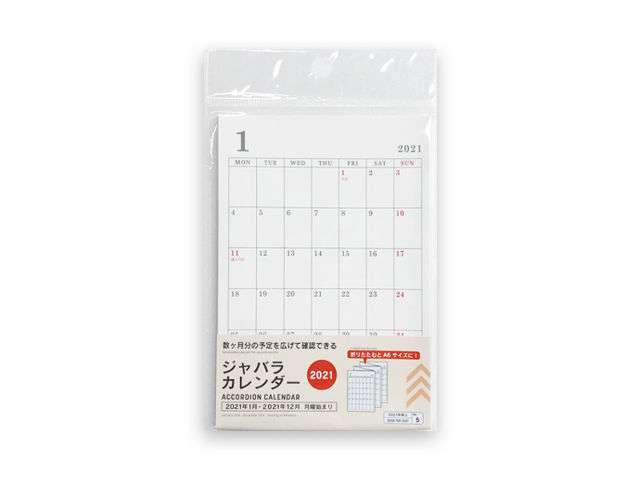 1
2021
MON TUE WED THU FRI SAT SUN
1 2 3
4 5 6 7 8 9 10
11 12 13 14 15 16 17
18 19 20 21 22 23 24
数ヶ月分の予定を広げて確認できる
折りたたむとA6サイズに!
ジャバラ
カレンダー
2021
ACCORDION CALENDAR
2021年1月-2021年12月 月曜始まり
5